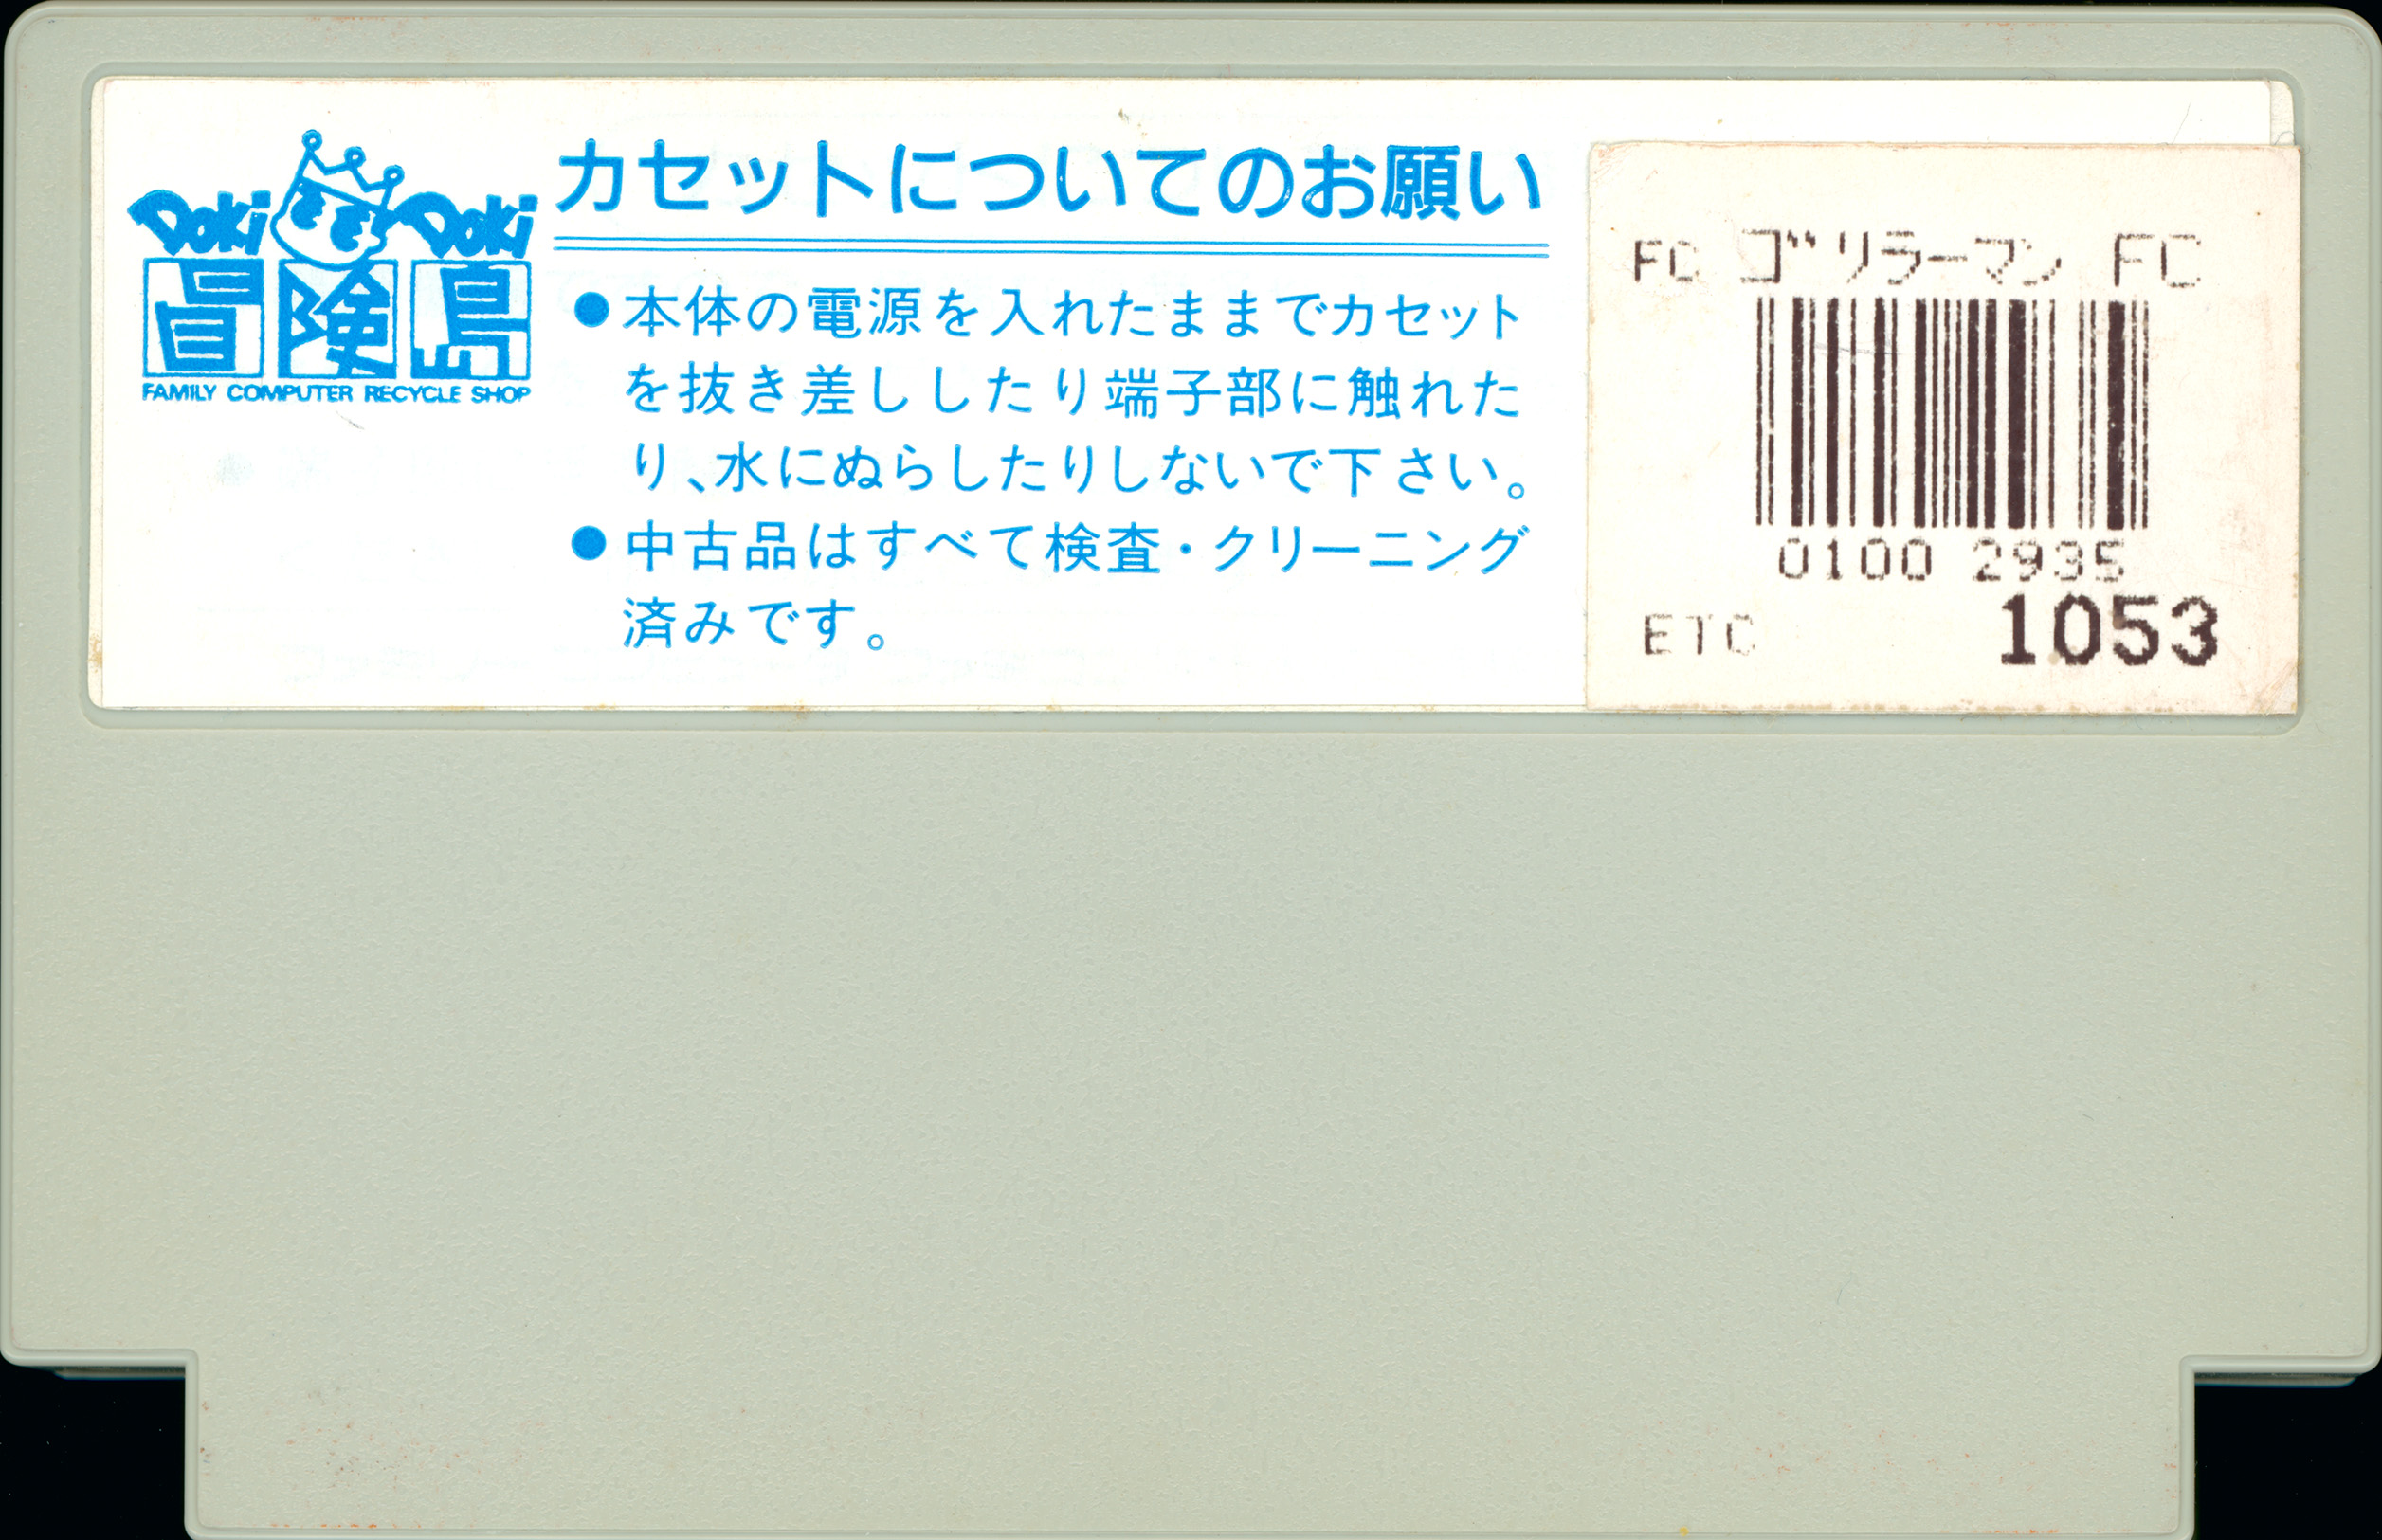 Doki Doki
冒険島
FAMILY COMPUTER RECYCLE SHOP
カセットについてのお願い
●本体の電源を入れたままでカセット
を抜き差ししたり端子部に触れた
り、水にぬらしたりしないで下さい。
●中古品はすべて検査・クリーニング
済みです。
FC ゴリラーマン FC
0100 2935
ETC 1053